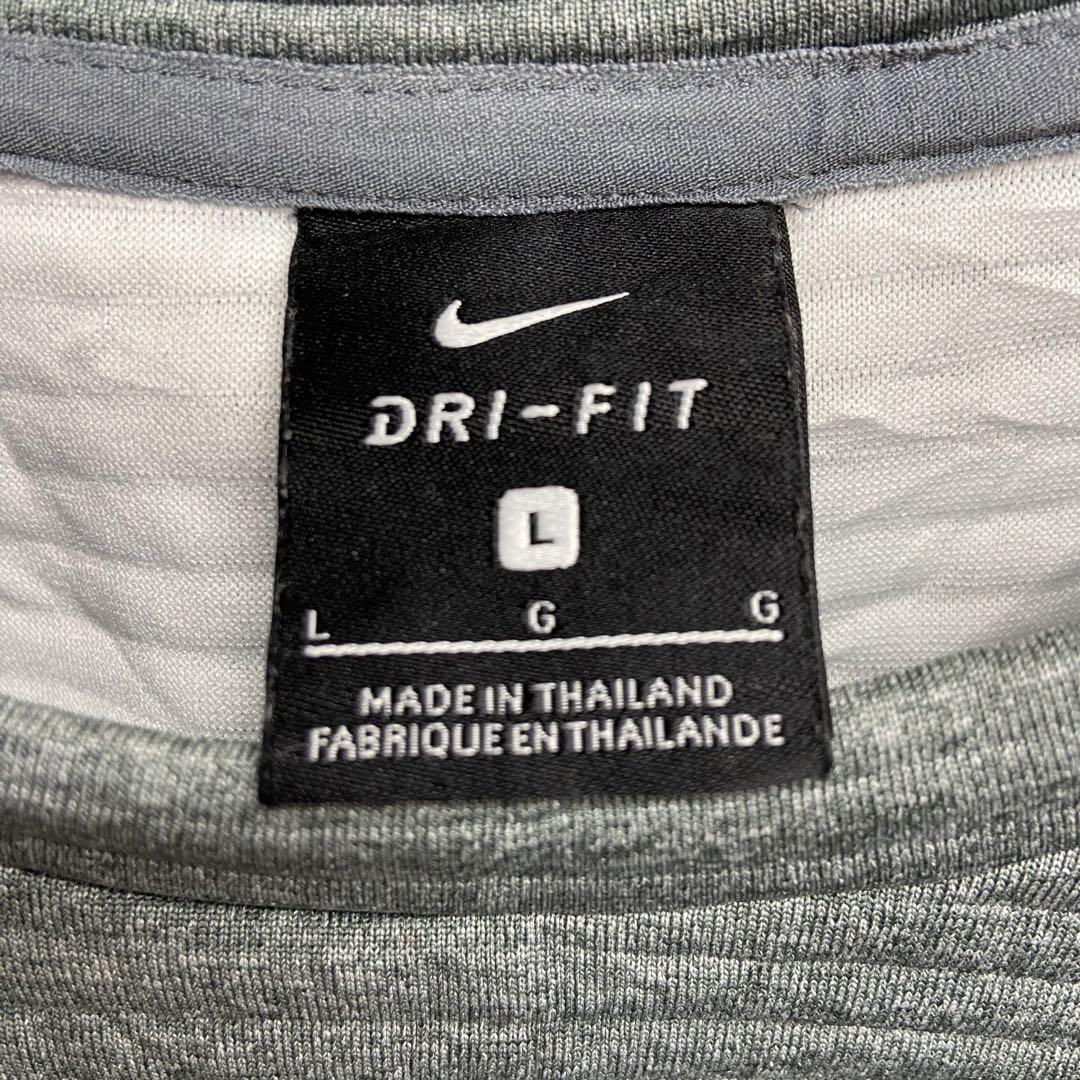 DRI-FIT
L
L G G
MADE IN THAILAND
FABRIQUE EN THAILANDE